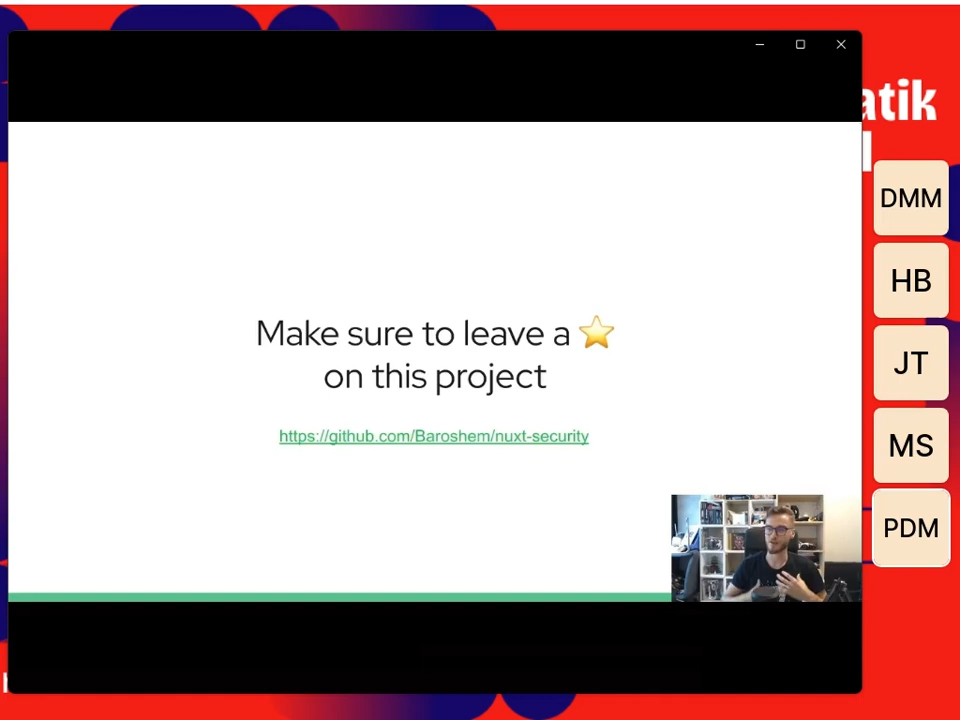 atik
Make sure to leave a ⭐
on this project
https://github.com/Baroshem/nuxt-security
DMM
HB
JT
MS
PDM